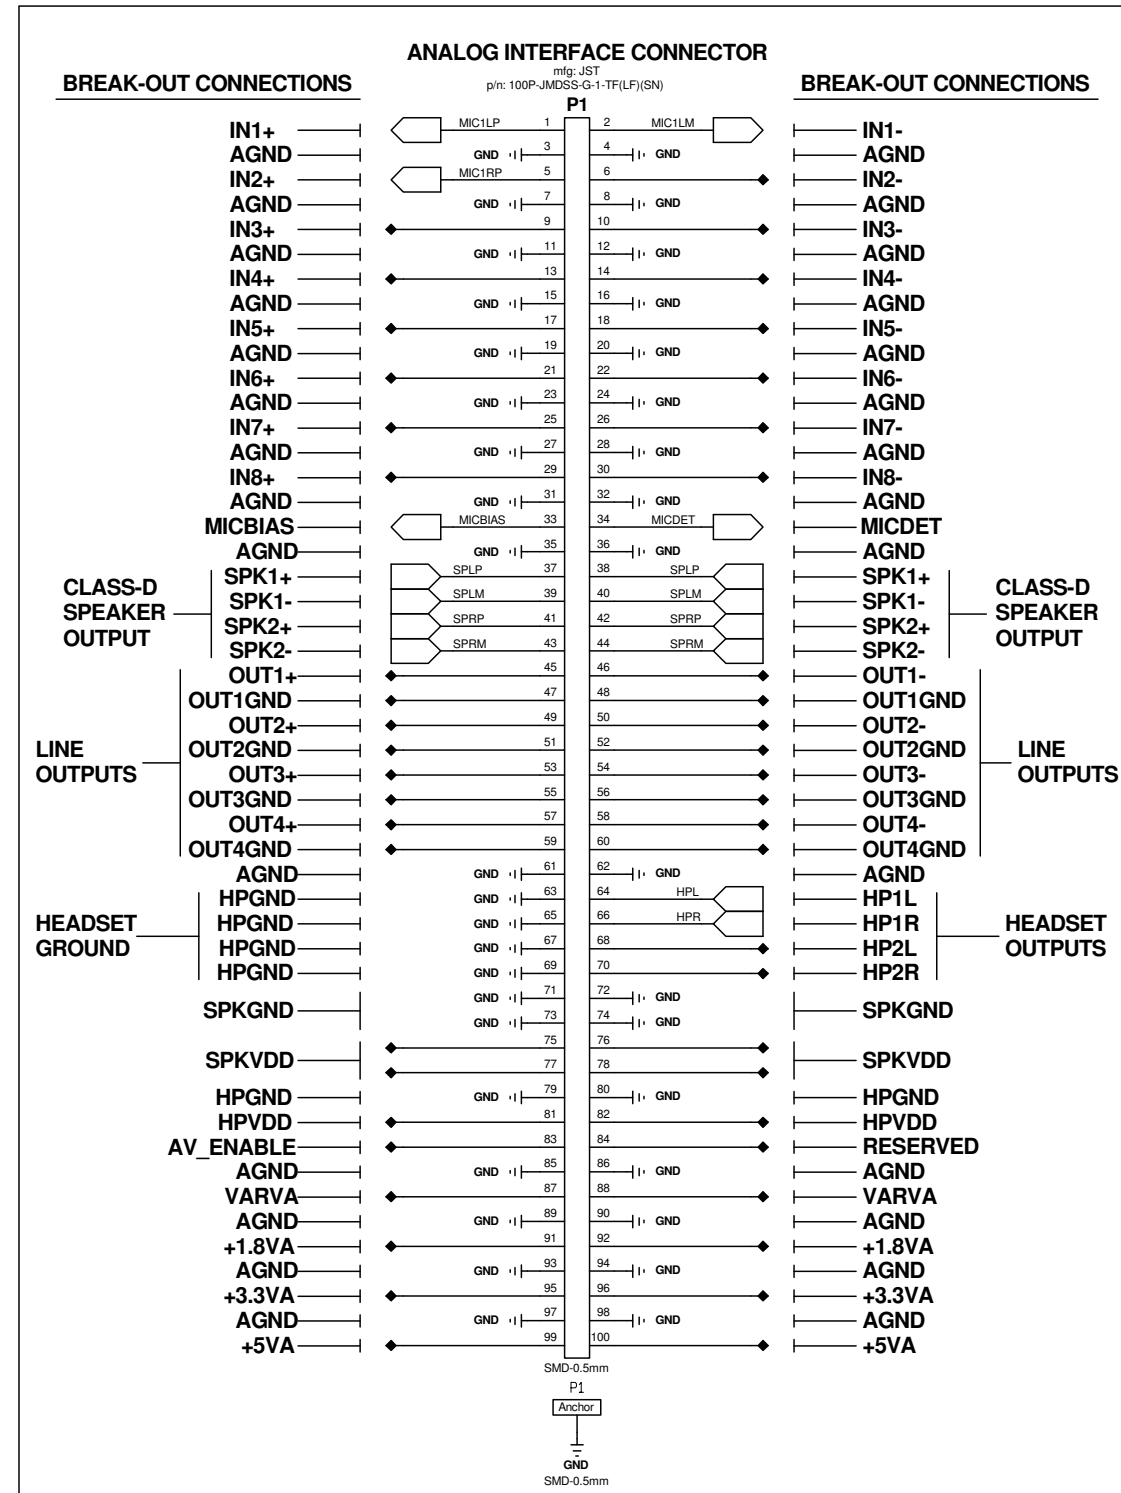 ANALOG INTERFACE CONNECTOR
mfg: JST
p/n: 100P-JMDSS-G-1-TF(LF)(SN)
BREAK-OUT CONNECTIONS P1 BREAK-OUT CONNECTIONS
IN1+ MIC1LP 1 2 MIC1LM IN1-
AGND GND 3 4 GND AGND
IN2+ MIC1RP 5 6 IN2-
AGND GND 7 8 GND AGND
IN3+ 9 10 IN3-
AGND GND 11 12 GND AGND
IN4+ 13 14 IN4-
AGND GND 15 16 GND AGND
IN5+ 17 18 IN5-
AGND GND 19 20 GND AGND
IN6+ 21 22 IN6-
AGND GND 23 24 GND AGND
IN7+ 25 26 IN7-
AGND GND 27 28 GND AGND
IN8+ 29 30 IN8-
AGND GND 31 32 GND AGND
MICBIAS MICBIAS 33 34 MICDET MICDET
AGND GND 35 36 GND AGND
CLASS-D SPK1+ SPLP 37 38 SPLP SPK1+ CLASS-D
SPEAKER SPK1- SPLM 39 40 SPLM SPK1- SPEAKER
OUTPUT SPK2+ SPRP 41 42 SPRP SPK2+ OUTPUT
SPK2- SPRM 43 44 SPRM SPK2-
OUT1+ 45 46 OUT1-
OUT1GND 47 48 OUT1GND
OUT2+ 49 50 OUT2-
LINE OUT2GND 51 52 OUT2GND LINE
OUTPUTS OUT3+ 53 54 OUT3- OUTPUTS
OUT3GND 55 56 OUT3GND
OUT4+ 57 58 OUT4-
OUT4GND 59 60 OUT4GND
AGND GND 61 62 GND AGND
HPGND GND 63 64 HPL HP1L
HEADSET HPGND GND 65 66 HPR HP1R HEADSET
GROUND HPGND GND 67 68 HP2L OUTPUTS
HPGND GND 69 70 HP2R
GND 71 72 GND
SPKGND SPKGND
GND 73 74 GND
75 76
SPKVDD SPKVDD
77 78
HPGND GND 79 80 GND HPGND
HPVDD 81 82 HPVDD
AV_ENABLE 83 84 RESERVED
AGND GND 85 86 GND AGND
VARVA 87 88 VARVA
AGND GND 89 90 GND AGND
+1.8VA 91 92 +1.8VA
AGND GND 93 94 GND AGND
+3.3VA 95 96 +3.3VA
AGND GND 97 98 GND AGND
+5VA 99 100 +5VA
SMD-0.5mm
P1
Anchor
GND
SMD-0.5mm